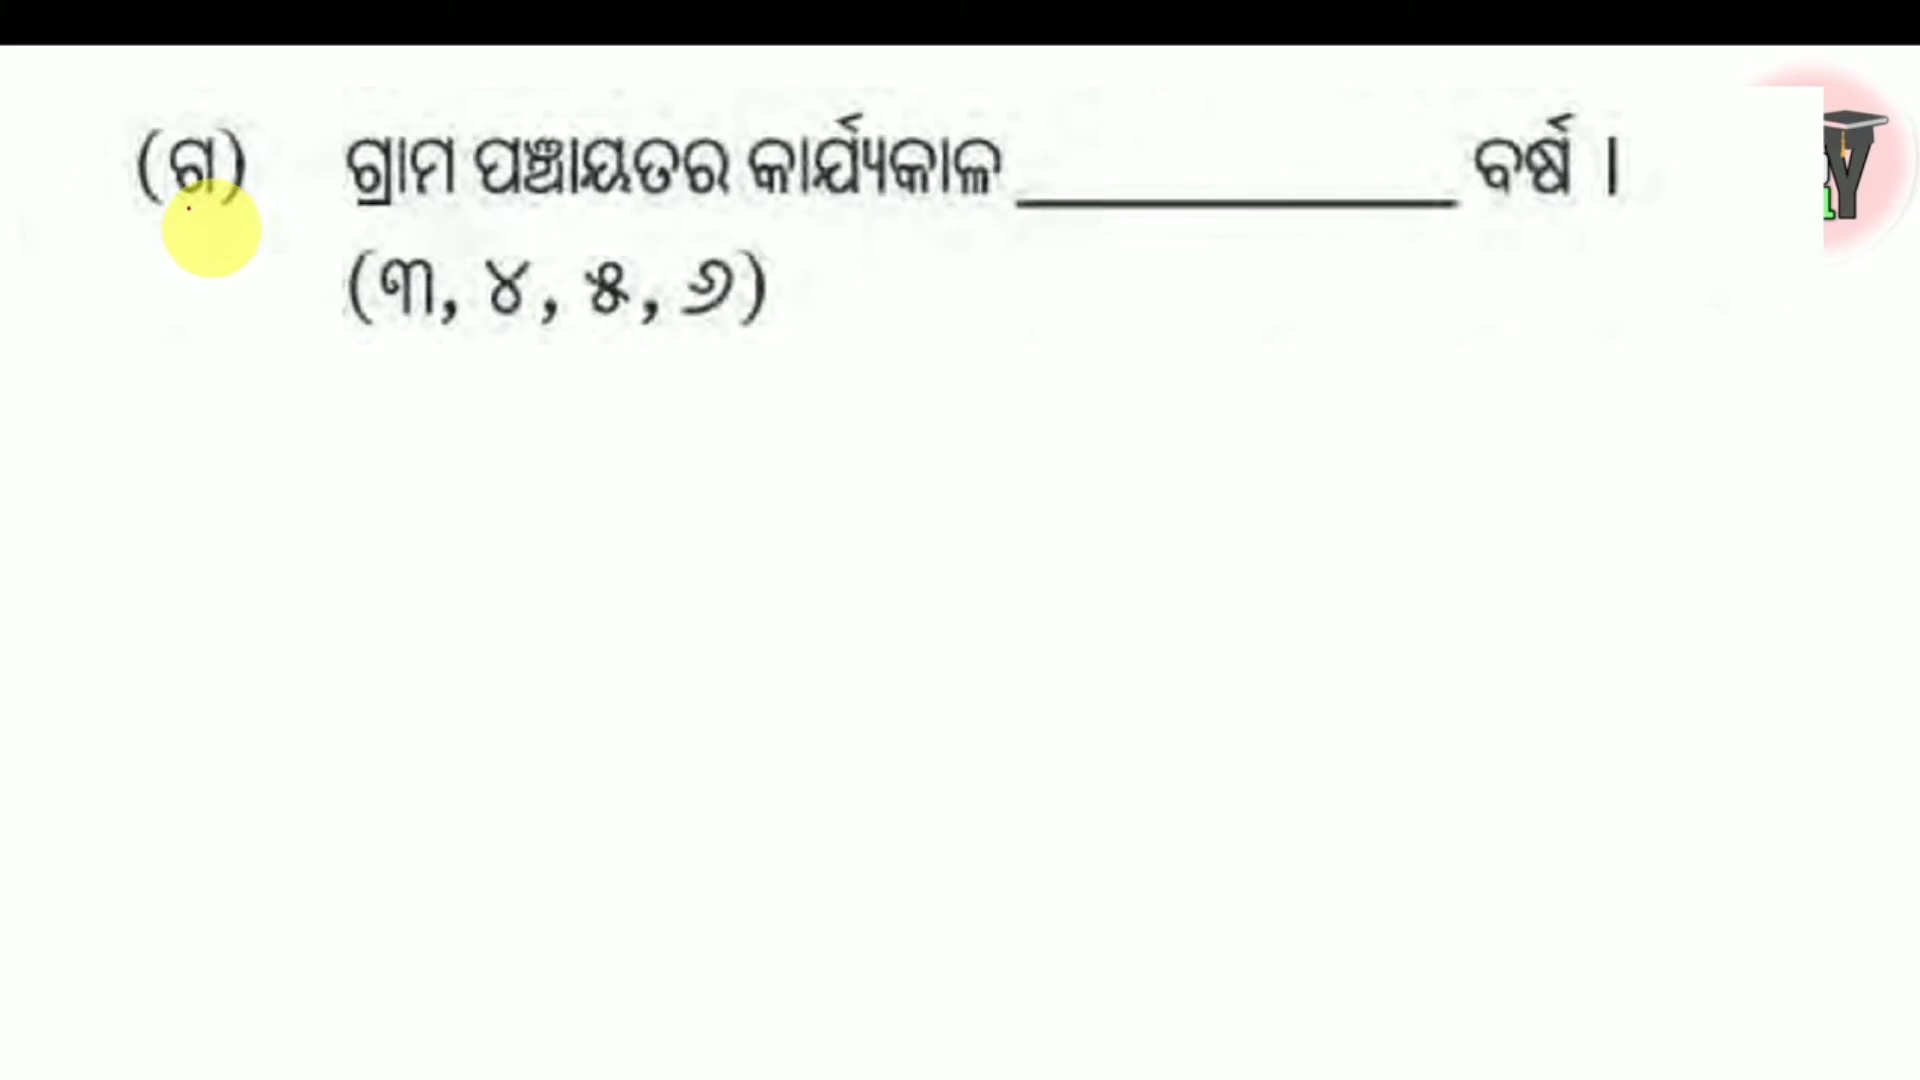 (ଗ) ଗ୍ରାମ ପଞ୍ଚାୟତର କାର୍ଯ୍ୟକାଳ ____________ ବର୍ଷ ।
(୩, ୪, ୫, ୬)